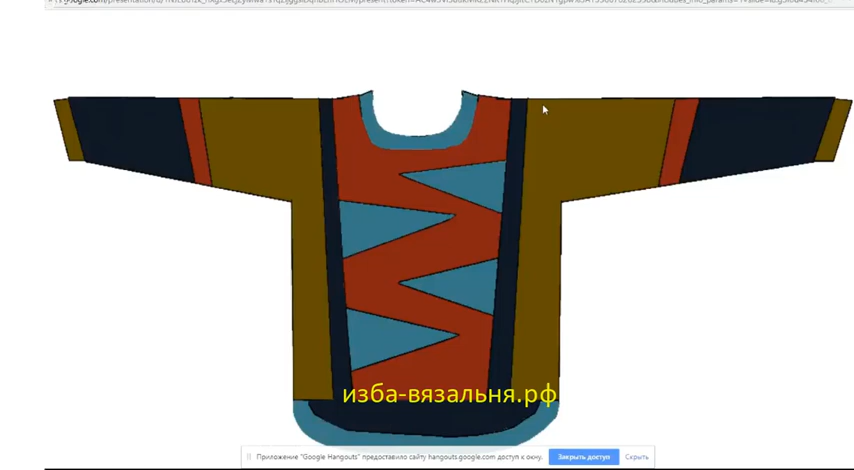 изба-вязальня.рф
Приложение "Google Hangouts" предоставило сайту hangouts.google.com доступ к окну. Закрыть доступ Скрыть